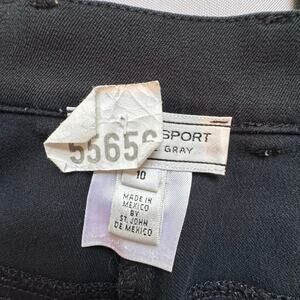 5565
SPORT
GRAY
10
MADE IN
MEXICO
BY
ST. JOHN
DE MEXICO